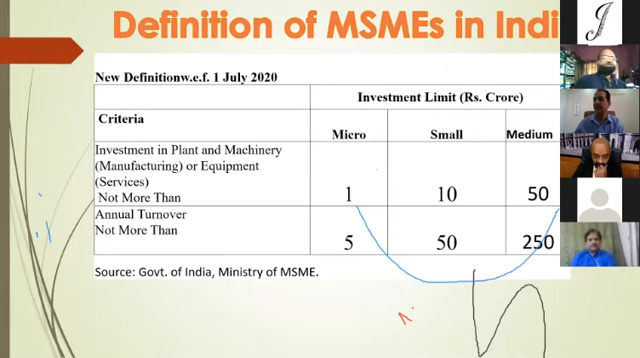 Definition of MSMEs in Indi
New Definitionw.e.f. 1 July 2020
Investment Limit (Rs. Crore)
Criteria
Micro Small Medium
Investment in Plant and Machinery
(Manufacturing) or Equipment
(Services)
Not More Than 1 10 50
Annual Turnover
Not More Than 5 50 250
Source: Govt. of India, Ministry of MSME.